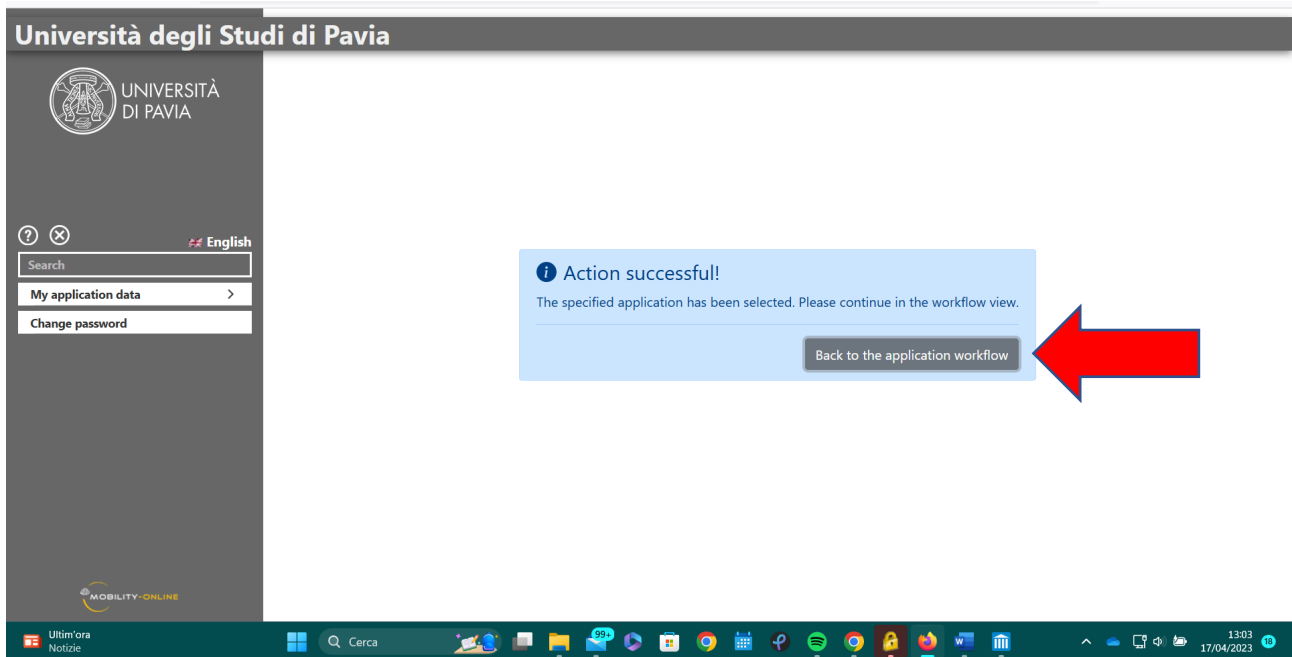 Università degli Studi di Pavia
UNIVERSITÀ
DI PAVIA
English
Search
My application data
Change password
Action successful!
The specified application has been selected. Please continue in the workflow view.
Back to the application workflow
MOBILITY-ONLINE
Ultim'ora
Notizie
Cerca
99+
13:03
17/04/2023
18